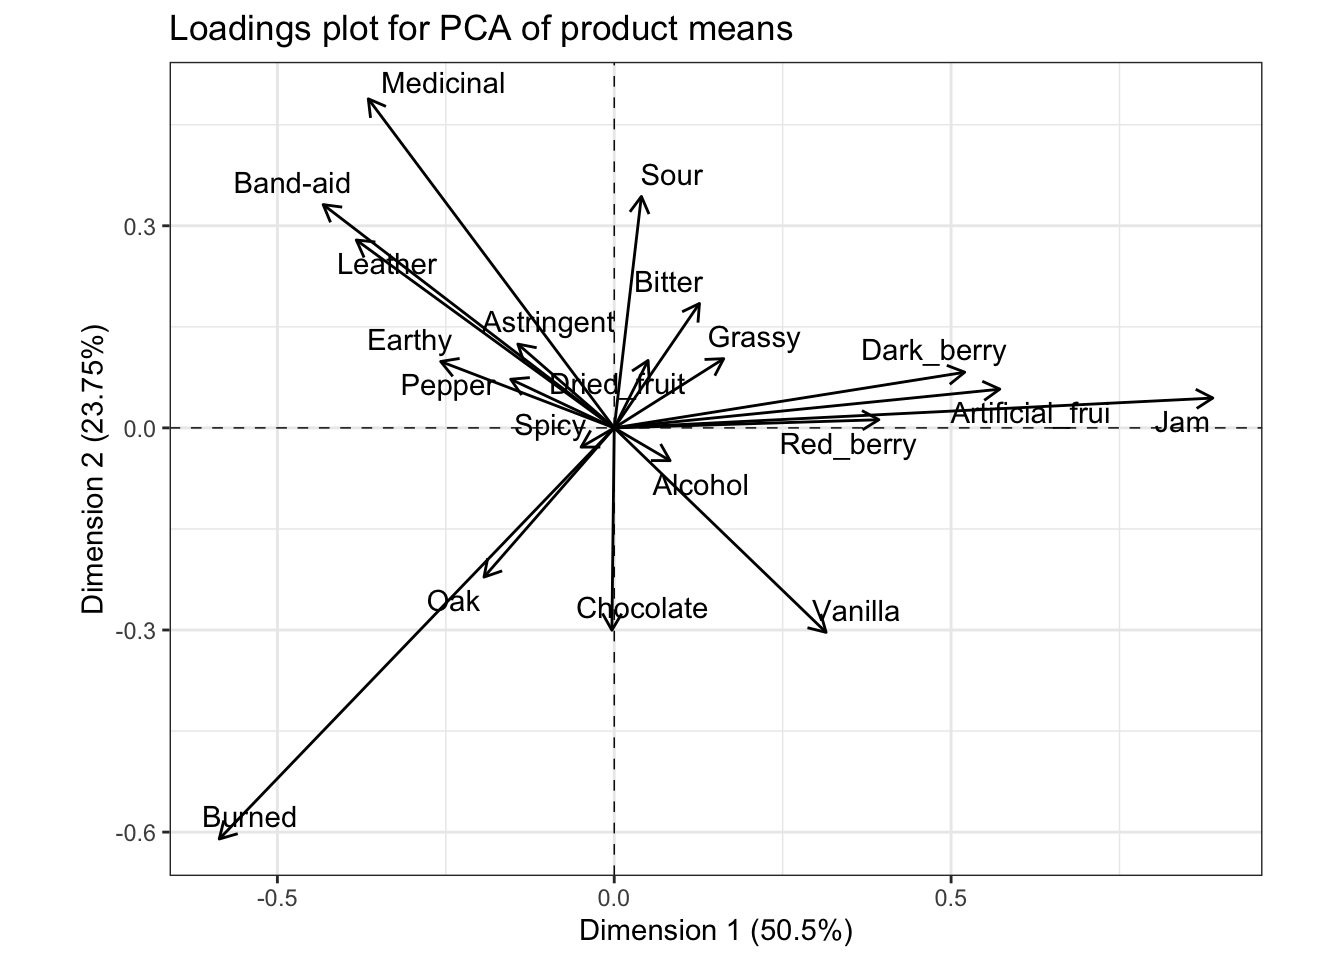 Loadings plot for PCA of product means
Medicinal
Band-aid
Sour
Leather
Bitter
Astringent
Earthy
Grassy
Dark_berry
Pepper
Dried_fruit
Artificial_frui
Jam
Spicy
Red_berry
Alcohol
Oak
Chocolate
Vanilla
Burned
0.3
0.0
-0.3
-0.6
Dimension 2 (23.75%)
-0.5
0.0
0.5
Dimension 1 (50.5%)